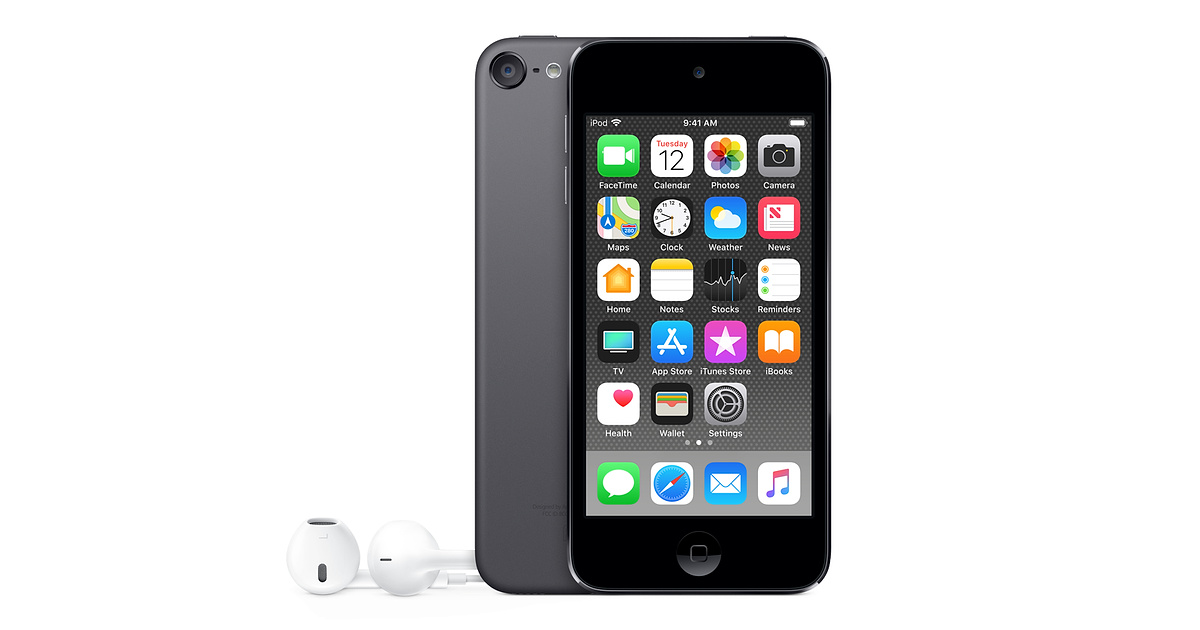 iPod 9:41 AM
Tuesday
12
FaceTime Calendar Photos Camera
280
Maps Clock Weather News
Home Notes Stocks Reminders
TV App Store iTunes Store iBooks
Health Wallet Settings